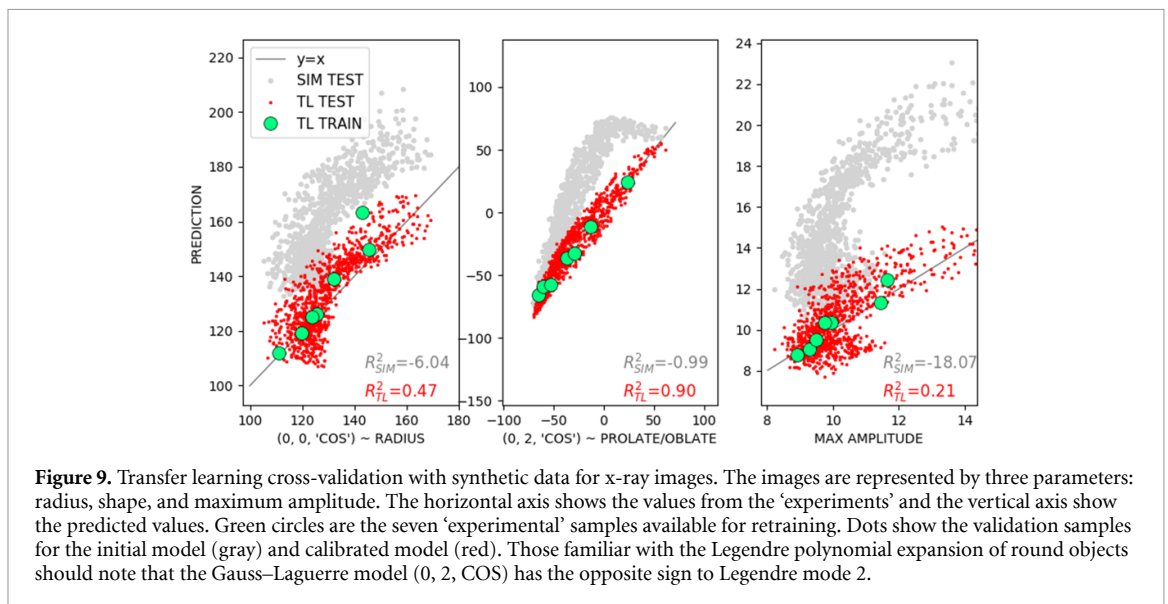 220
200
180
160
140
120
100
PREDICTION
y=x
SIM TEST
TL TEST
TL TRAIN
R²SIM=-6.04
R²TL=0.47
100 120 140 160 180
(0, 0, 'COS') ~ RADIUS
100
50
0
−50
−100
−150
R²SIM=-0.99
R²TL=0.90
−100 −50 0 50 100
(0, 2, 'COS') ~ PROLATE/OBLATE
24
22
20
18
16
14
12
10
8
R²SIM=-18.07
R²TL=0.21
8 10 12 14
MAX AMPLITUDE
Figure 9. Transfer learning cross-validation with synthetic data for x-ray images. The images are represented by three parameters:
radius, shape, and maximum amplitude. The horizontal axis shows the values from the ‘experiments’ and the vertical axis show
the predicted values. Green circles are the seven ‘experimental’ samples available for retraining. Dots show the validation samples
for the initial model (gray) and calibrated model (red). Those familiar with the Legendre polynomial expansion of round objects
should note that the Gauss–Laguerre model (0, 2, COS) has the opposite sign to Legendre mode 2.